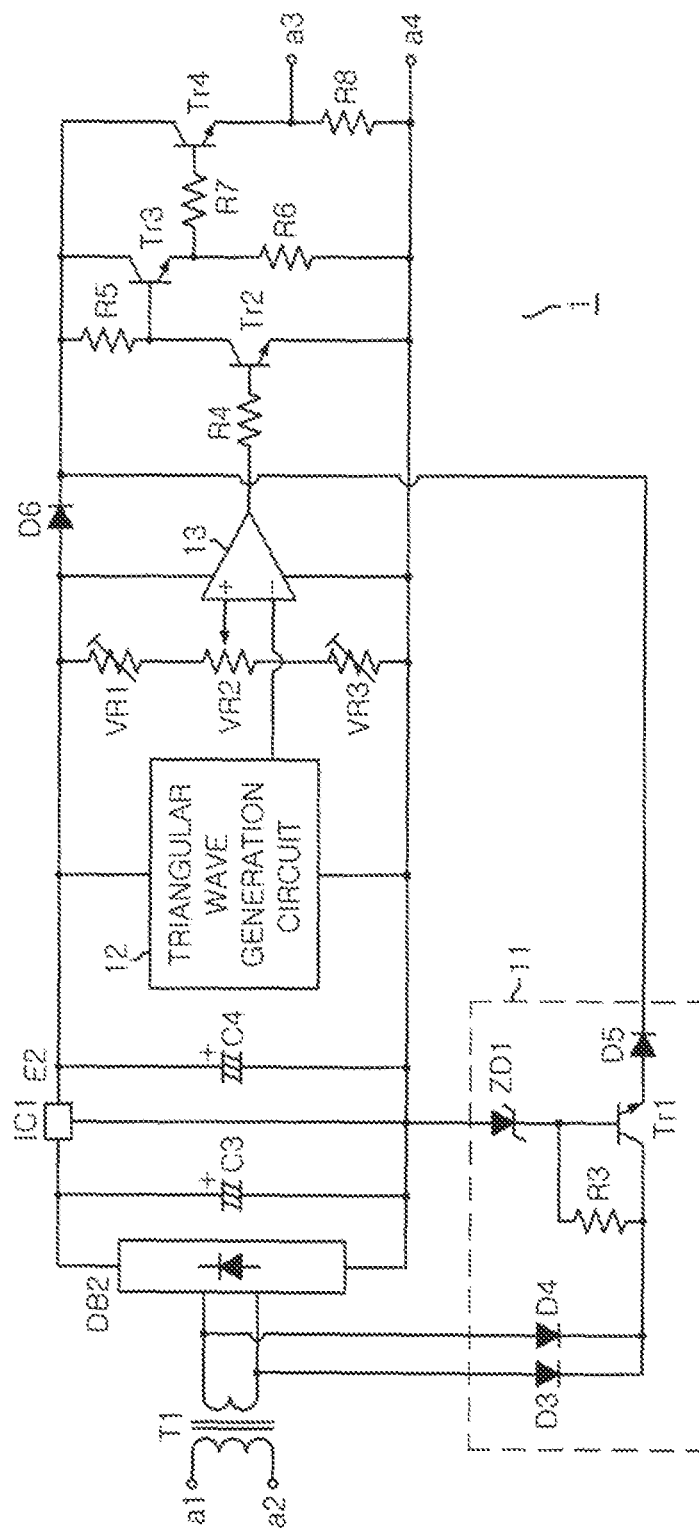 a1
a2
T1
DB2
IC1
E2
+
C3
+
C4
12
TRIANGULAR
WAVE
GENERATION
CIRCUIT
VR1
VR2
VR3
+
−
13
D6
R4
Tr2
R5
Tr3
R6
R7
Tr4
R8
a3
a4
1
11
D3
D4
R3
ZD1
Tr1
D5